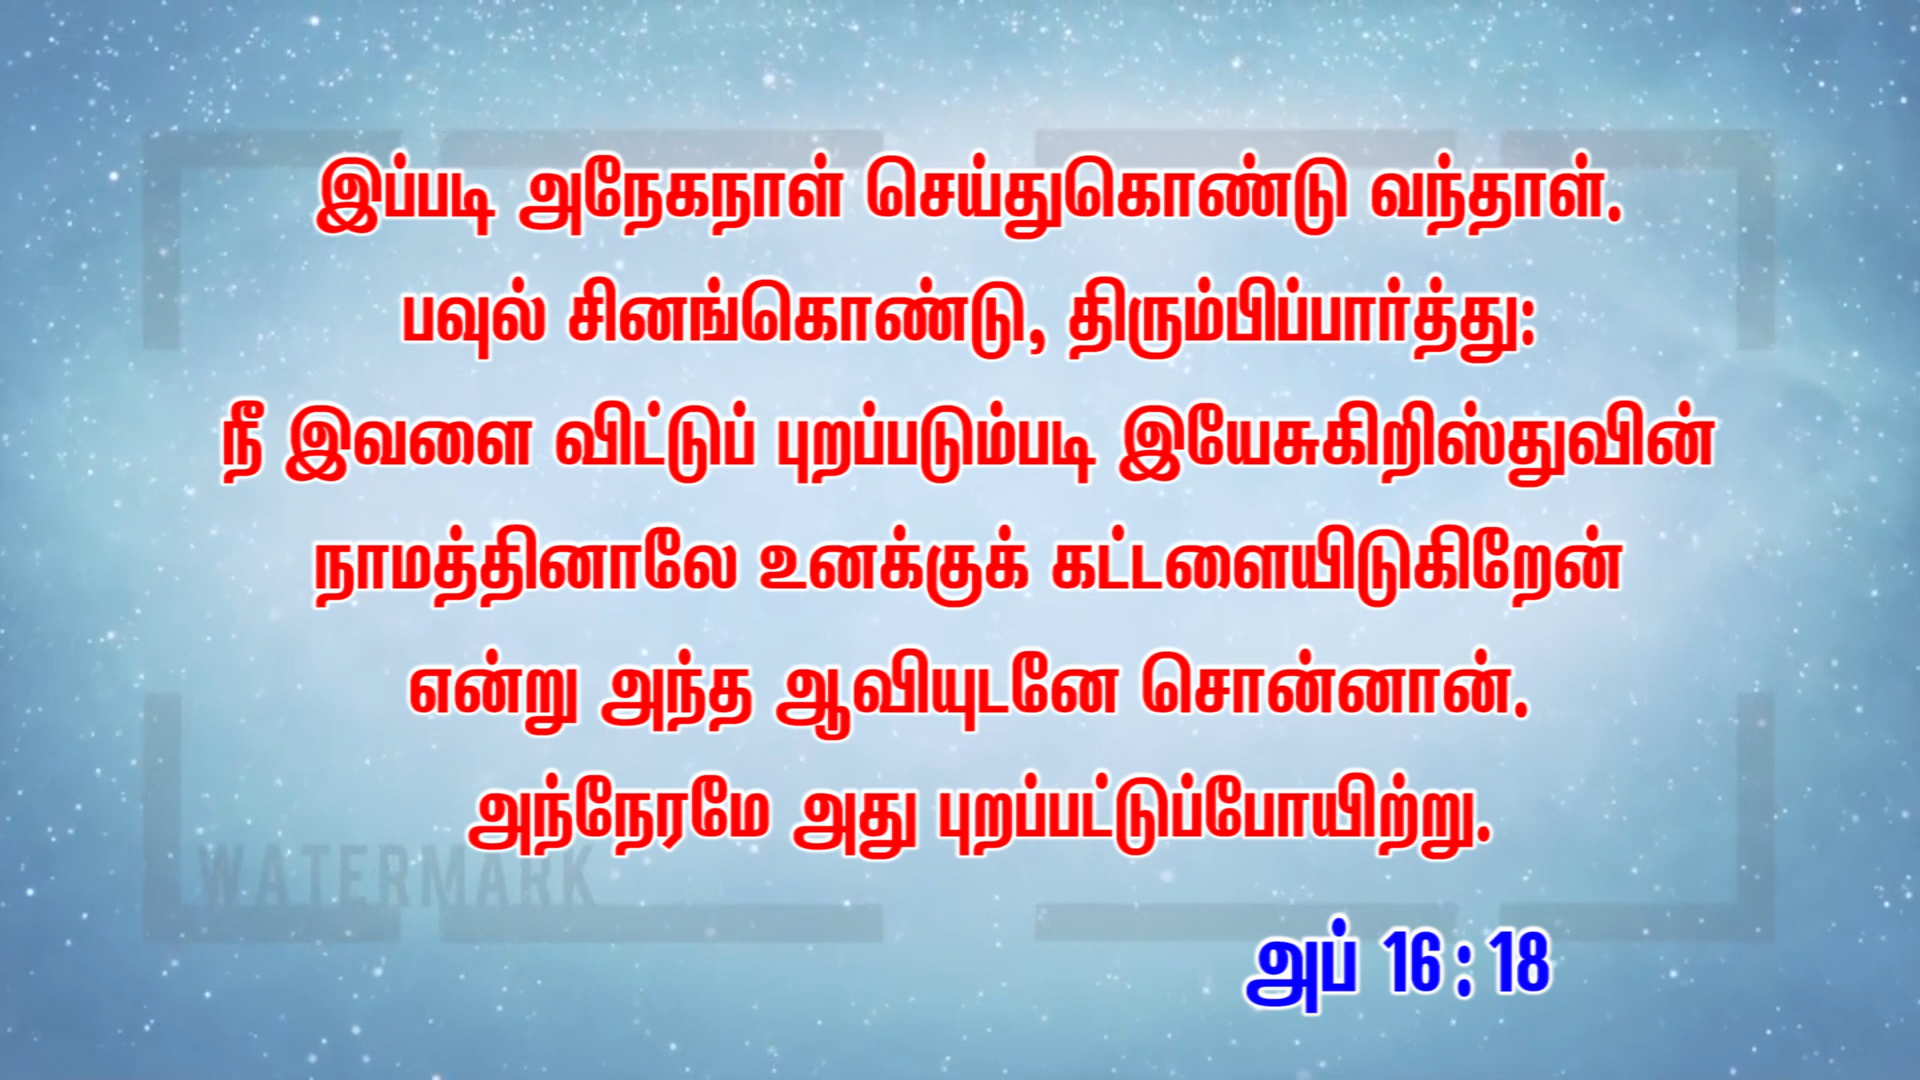 இப்படி அநேகநாள் செய்துகொண்டு வந்தாள்.
பவுல் சினங்கொண்டு, திரும்பிப்பார்த்து:
நீ இவளை விட்டுப் புறப்படும்படி இயேசுகிறிஸ்துவின்
நாமத்தினாலே உனக்குக் கட்டளையிடுகிறேன்
என்று அந்த ஆவியுடனே சொன்னான்.
அந்நேரமே அது புறப்பட்டுப்போயிற்று.
WATERMARK
அப் 16 : 18